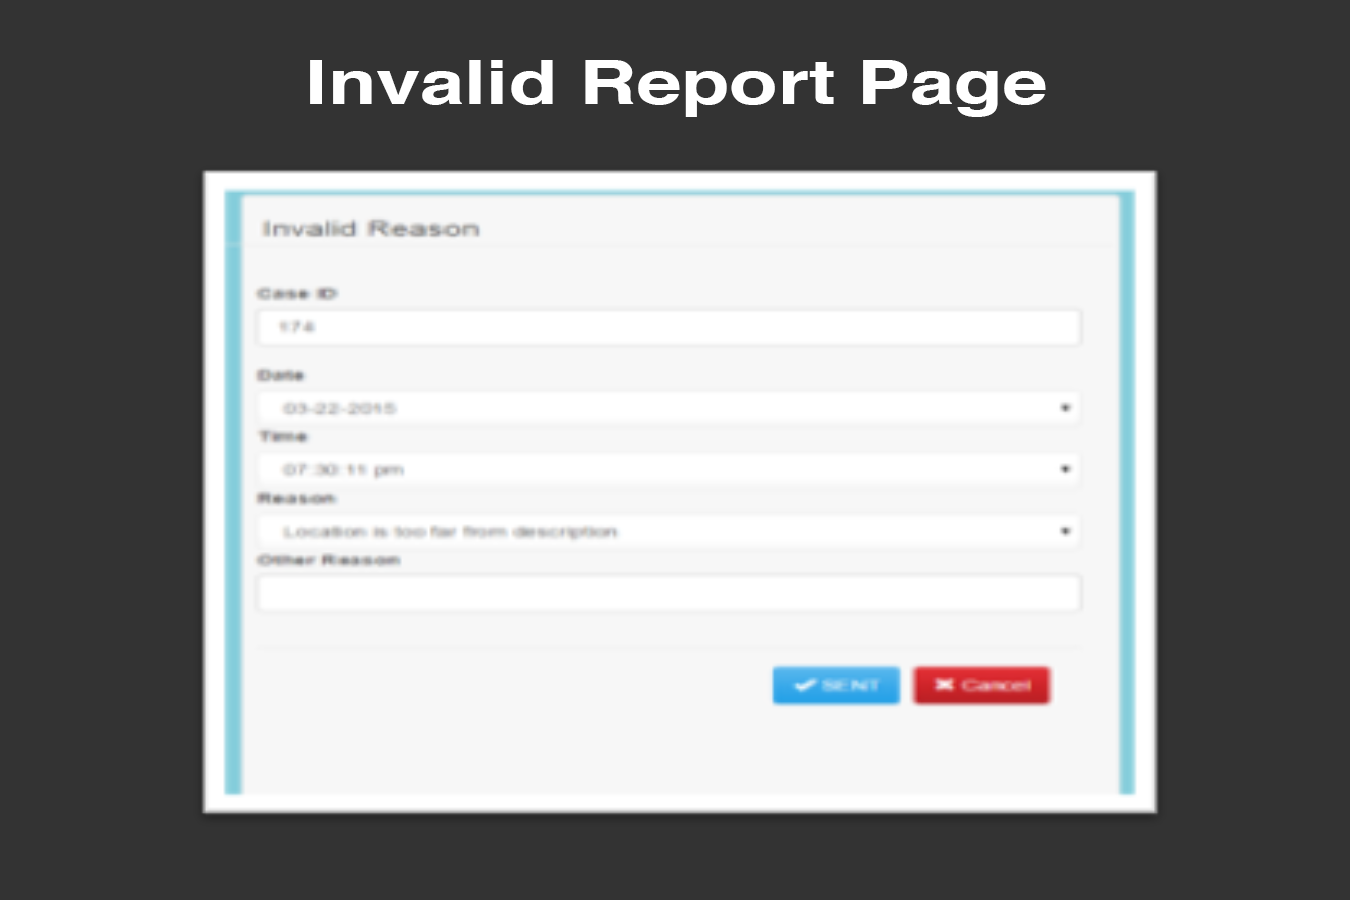 Invalid Report Page
Invalid Reason
Case ID
Date
03-22-2015
Time
07:30:11 pm
Reason
Location is too far from description
Other Reason
SENT
Cancel